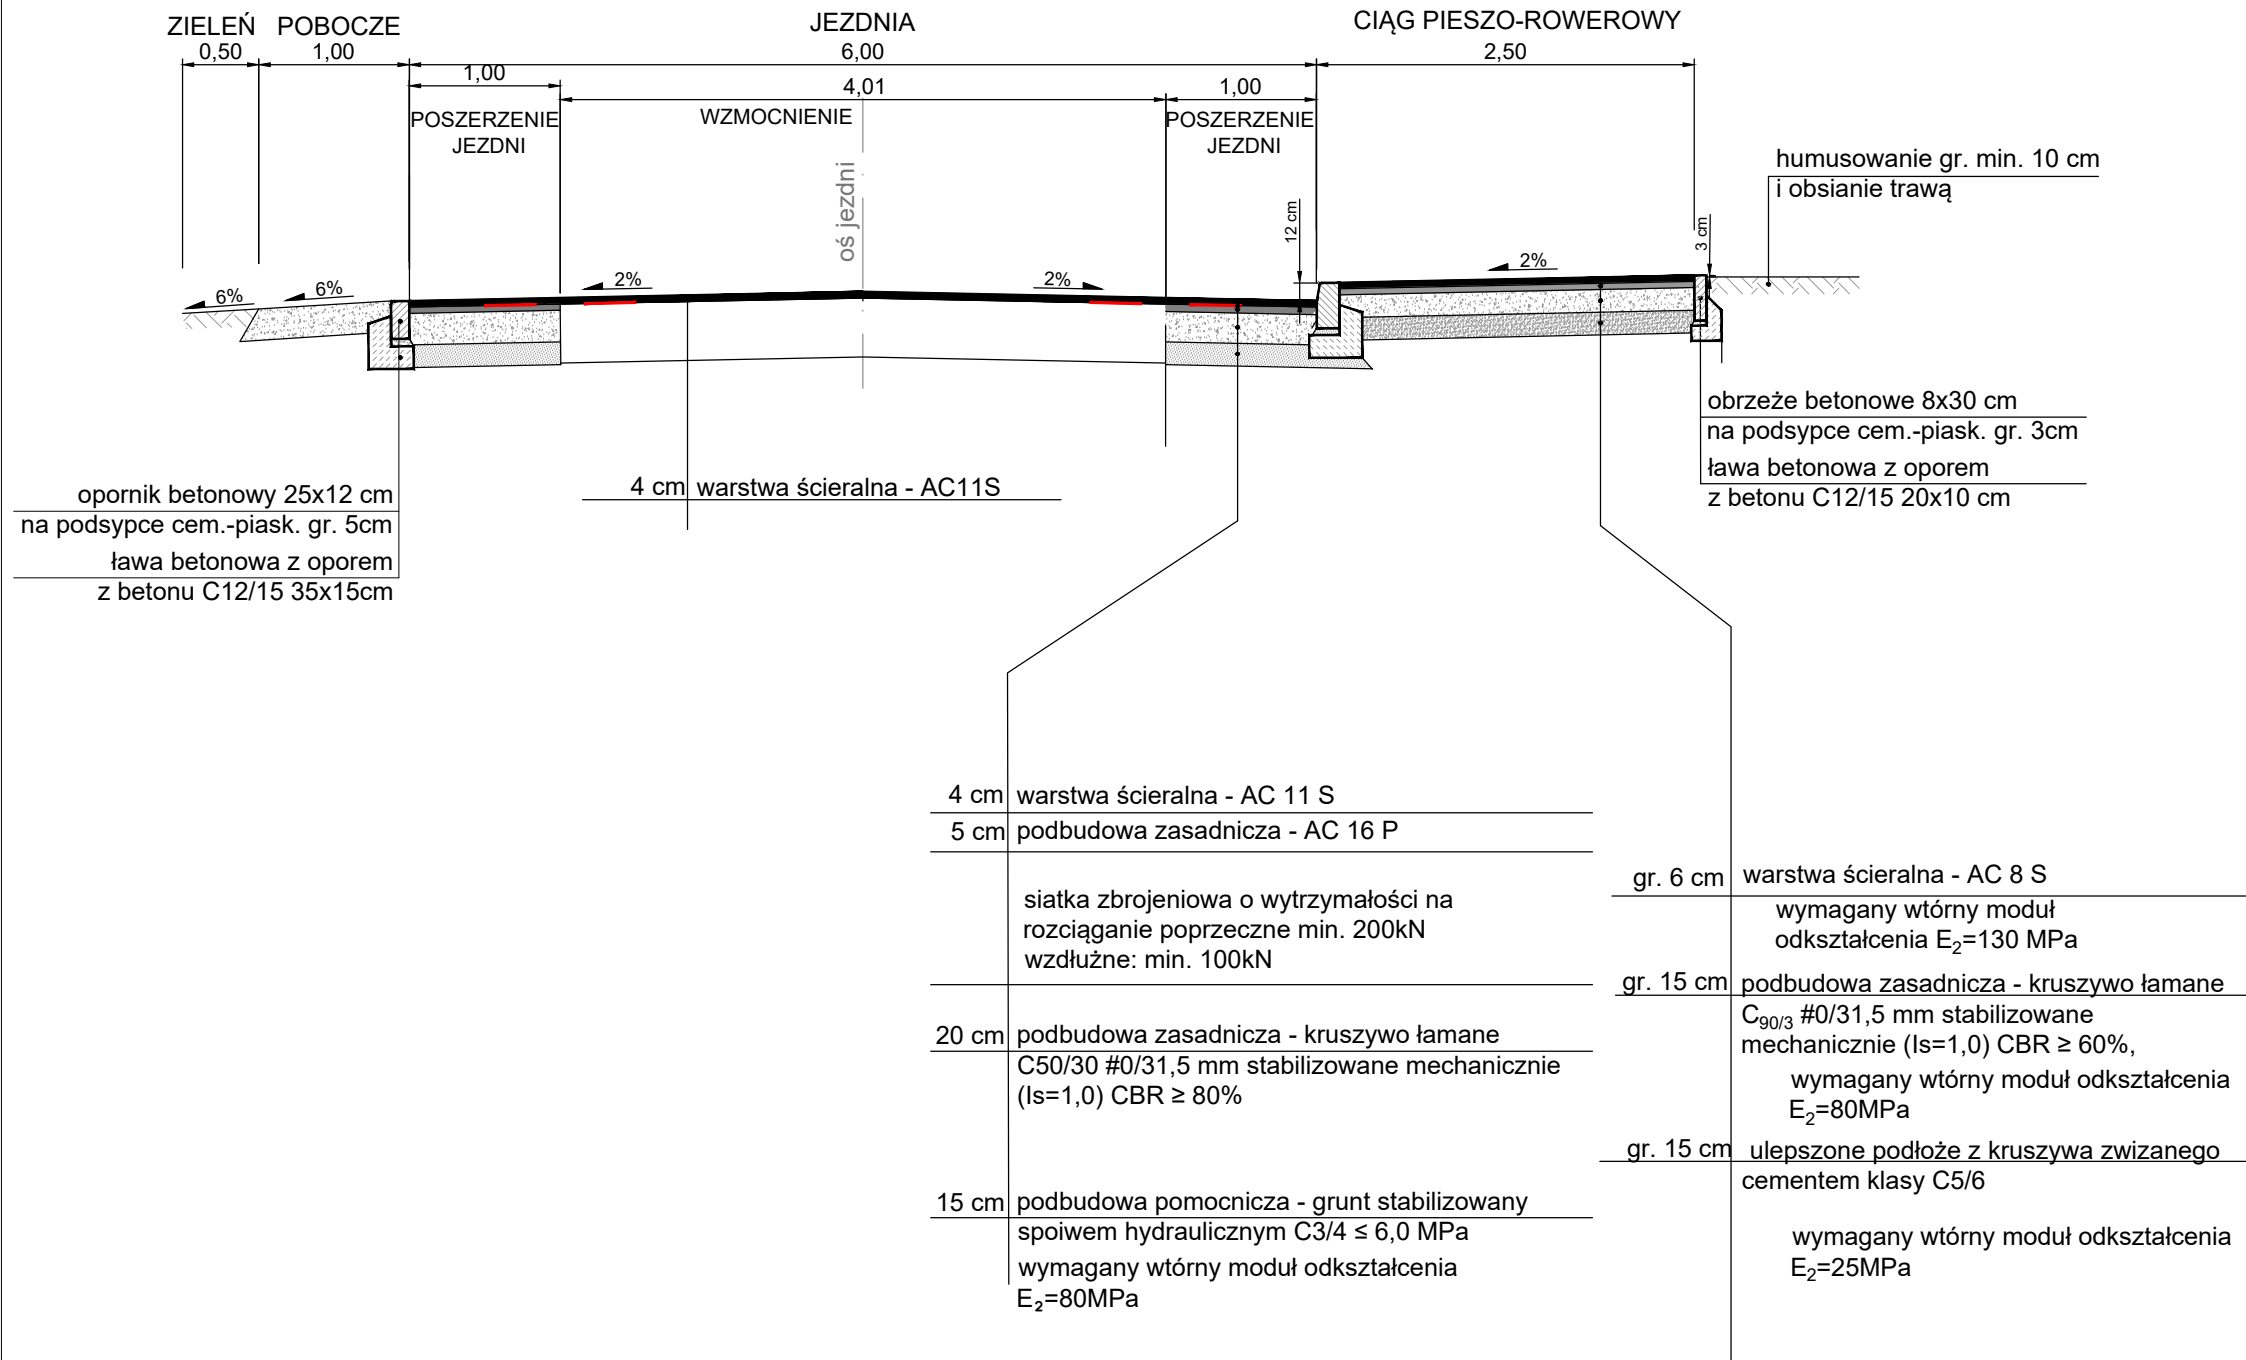 ZIELEŃ POBOCZE JEZDNIA CIĄG PIESZO-ROWEROWY
0,50 1,00 6,00 2,50
1,00 4,01 1,00
POSZERZENIE
JEZDNI
WZMOCNIENIE
POSZERZENIE
JEZDNI
oś jezdni
humusowanie gr. min. 10 cm
i obsianie trawą
12 cm
3 cm
6%
6%
2%
2%
2%
obrzeże betonowe 8x30 cm
na podsypce cem.-piask. gr. 3cm
ława betonowa z oporem
z betonu C12/15 20x10 cm
opornik betonowy 25x12 cm
na podsypce cem.-piask. gr. 5cm
ława betonowa z oporem
z betonu C12/15 35x15cm
4 cm warstwa ścieralna - AC11S
4 cm warstwa ścieralna - AC 11 S
5 cm podbudowa zasadnicza - AC 16 P
siatka zbrojeniowa o wytrzymałości na
rozciąganie poprzeczne min. 200kN
wzdłużne: min. 100kN
20 cm podbudowa zasadnicza - kruszywo łamane
C50/30 #0/31,5 mm stabilizowane mechanicznie
(Is=1,0) CBR ≥ 80%
15 cm podbudowa pomocnicza - grunt stabilizowany
spoiwem hydraulicznym C3/4 ≤ 6,0 MPa
wymagany wtórny moduł odkształcenia
E₂=80MPa
gr. 6 cm warstwa ścieralna - AC 8 S
wymagany wtórny moduł
odkształcenia E₂=130 MPa
gr. 15 cm podbudowa zasadnicza - kruszywo łamane
C90/3 #0/31,5 mm stabilizowane
mechanicznie (Is=1,0) CBR ≥ 60%,
wymagany wtórny moduł odkształcenia
E₂=80MPa
gr. 15 cm ulepszone podłoże z kruszywa zwizanego
cementem klasy C5/6
wymagany wtórny moduł odkształcenia
E₂=25MPa